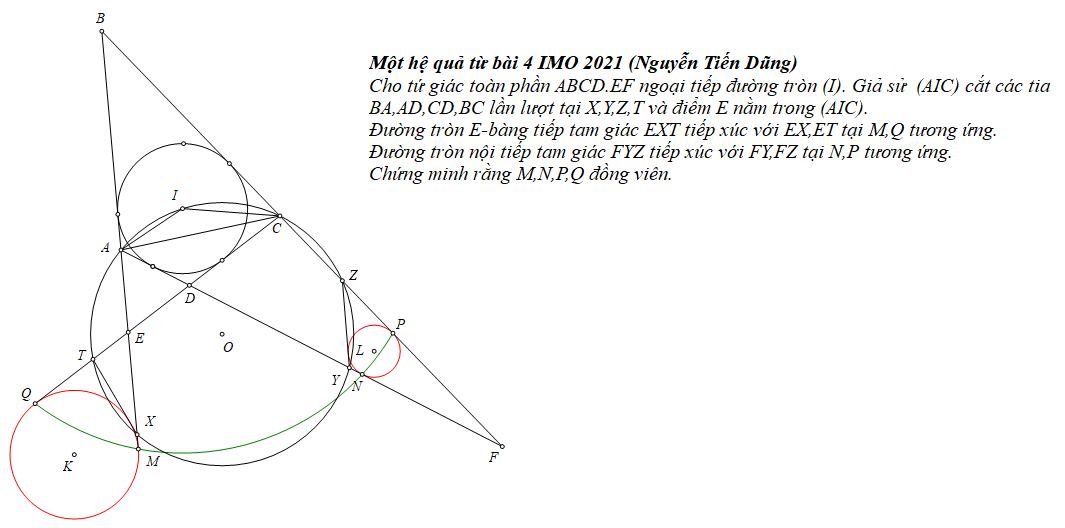 Một hệ quả từ bài 4 IMO 2021 (Nguyễn Tiến Dũng)
Cho tứ giác toàn phần ABCD.EF ngoại tiếp đường tròn (I). Giả sử (AIC) cắt các tia
BA,AD,CD,BC lần lượt tại X,Y,Z,T và điểm E nằm trong (AIC).
Đường tròn E-bàng tiếp tam giác EXT tiếp xúc với EX,ET tại M,Q tương ứng.
Đường tròn nội tiếp tam giác FYZ tiếp xúc với FY,FZ tại N,P tương ứng.
Chứng minh rằng M,N,P,Q đồng viên.
B
I
C
A
D
Z
E
O
T
P
L
Y
N
Q
X
M
K
F